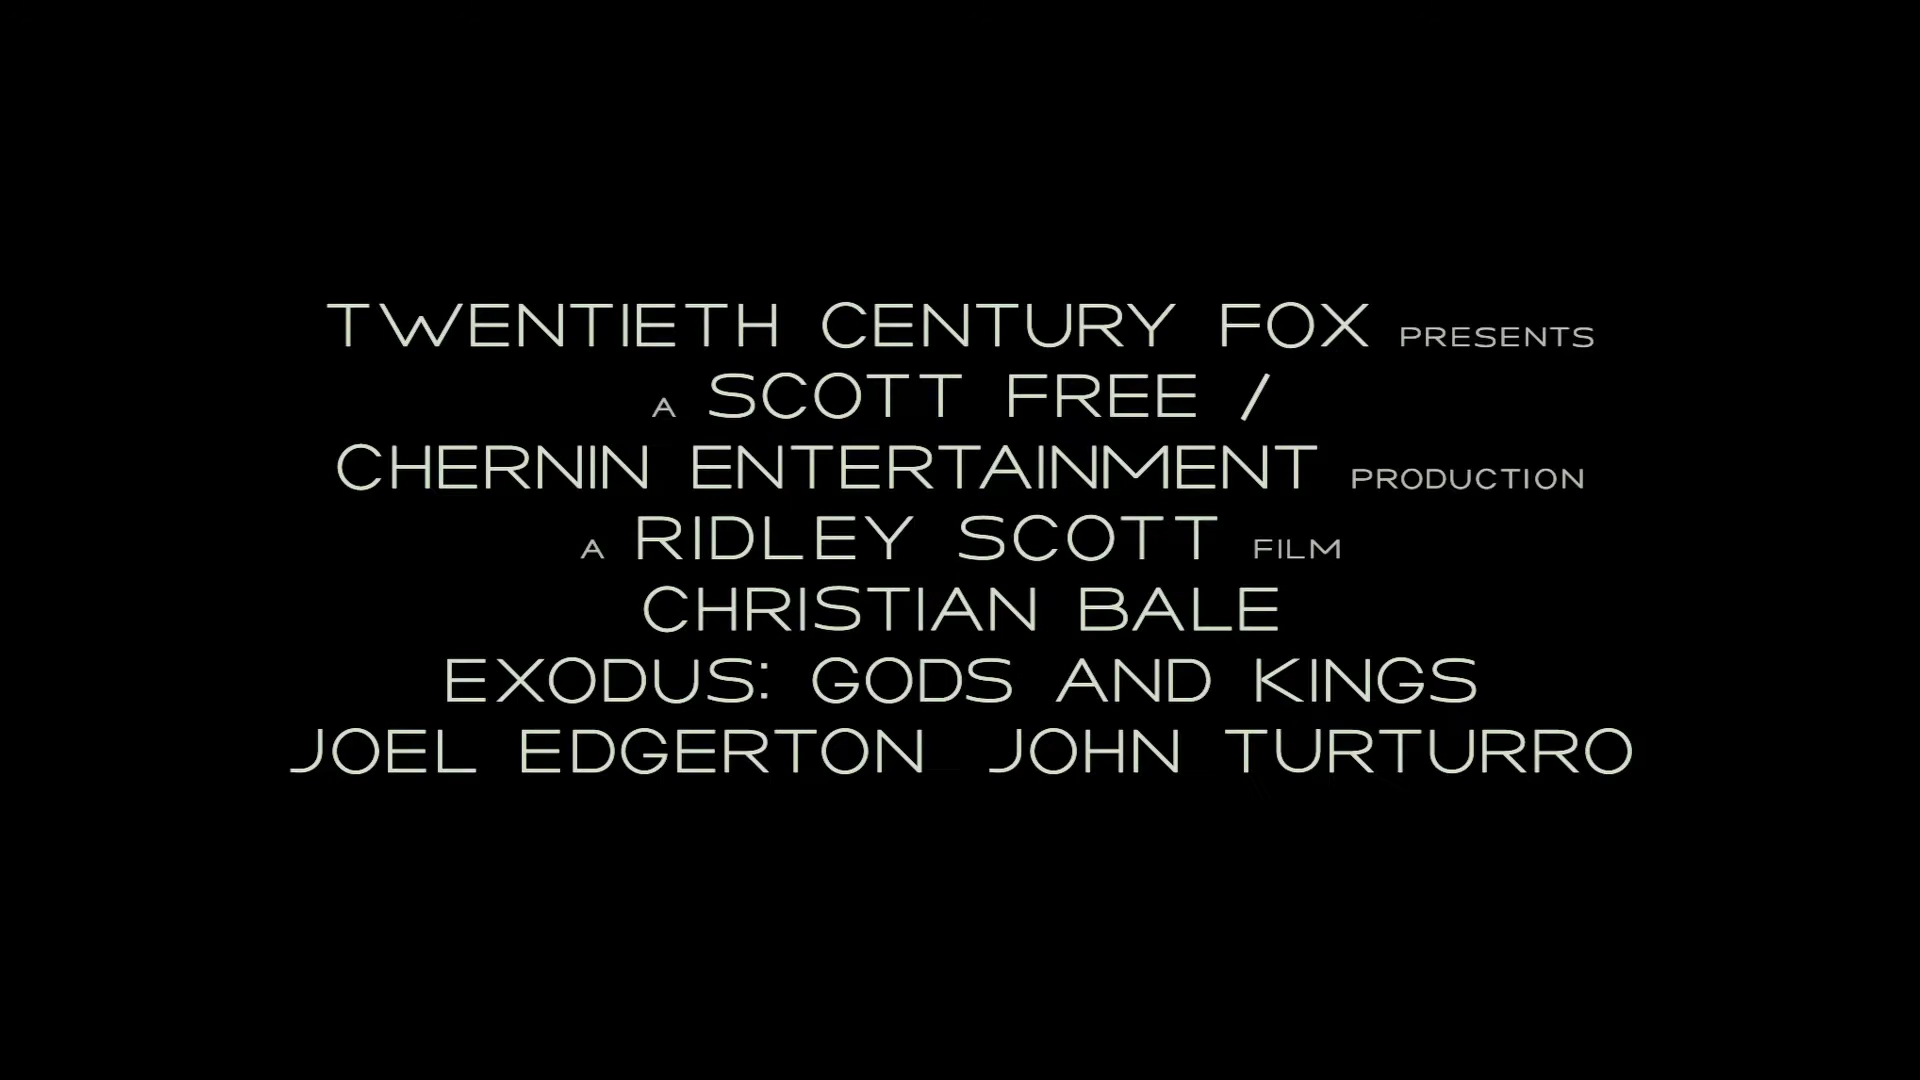 TWENTIETH CENTURY FOX PRESENTS
A SCOTT FREE /
CHERNIN ENTERTAINMENT PRODUCTION
A RIDLEY SCOTT FILM
CHRISTIAN BALE
EXODUS: GODS AND KINGS
JOEL EDGERTON JOHN TURTURRO